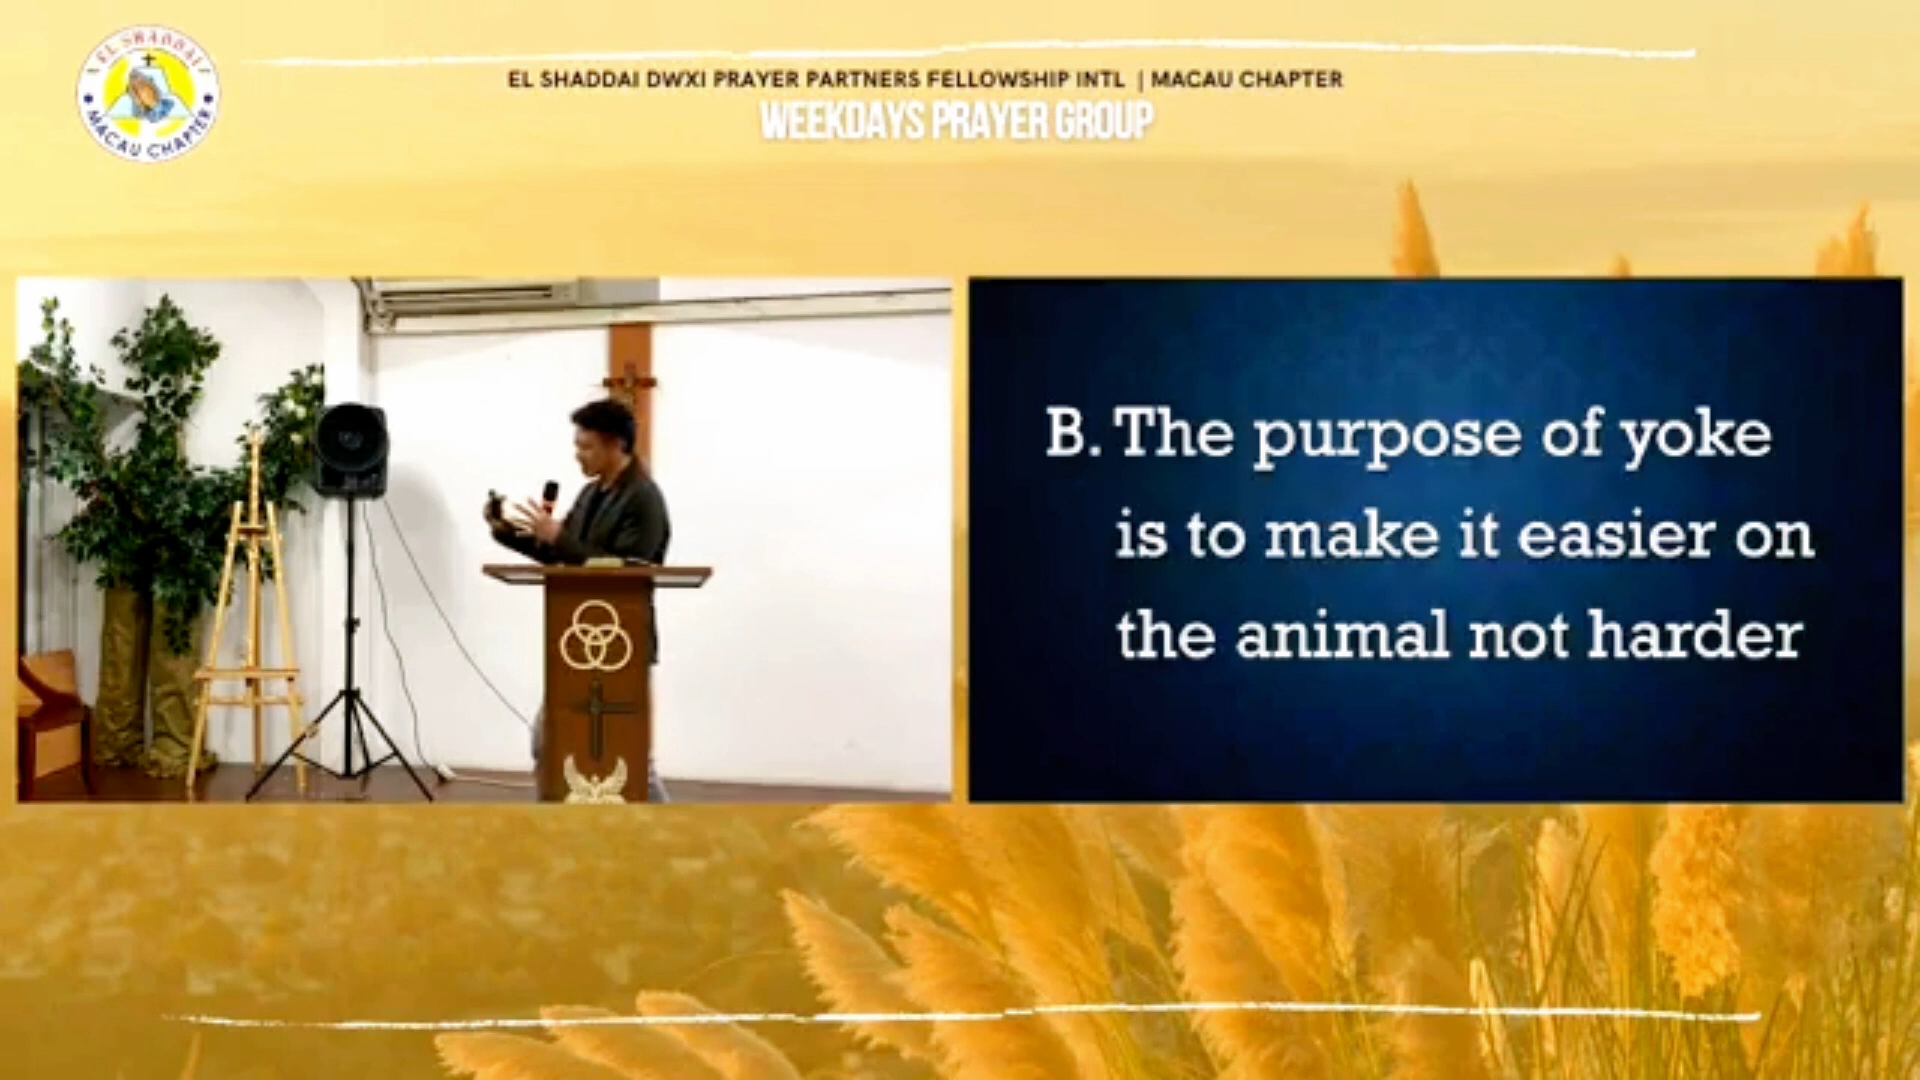 EL SHADDAI
MACAU CHAPTER
EL SHADDAI DWXI PRAYER PARTNERS FELLOWSHIP INTL | MACAU CHAPTER
WEEKDAYS PRAYER GROUP
B. The purpose of yoke
is to make it easier on
the animal not harder